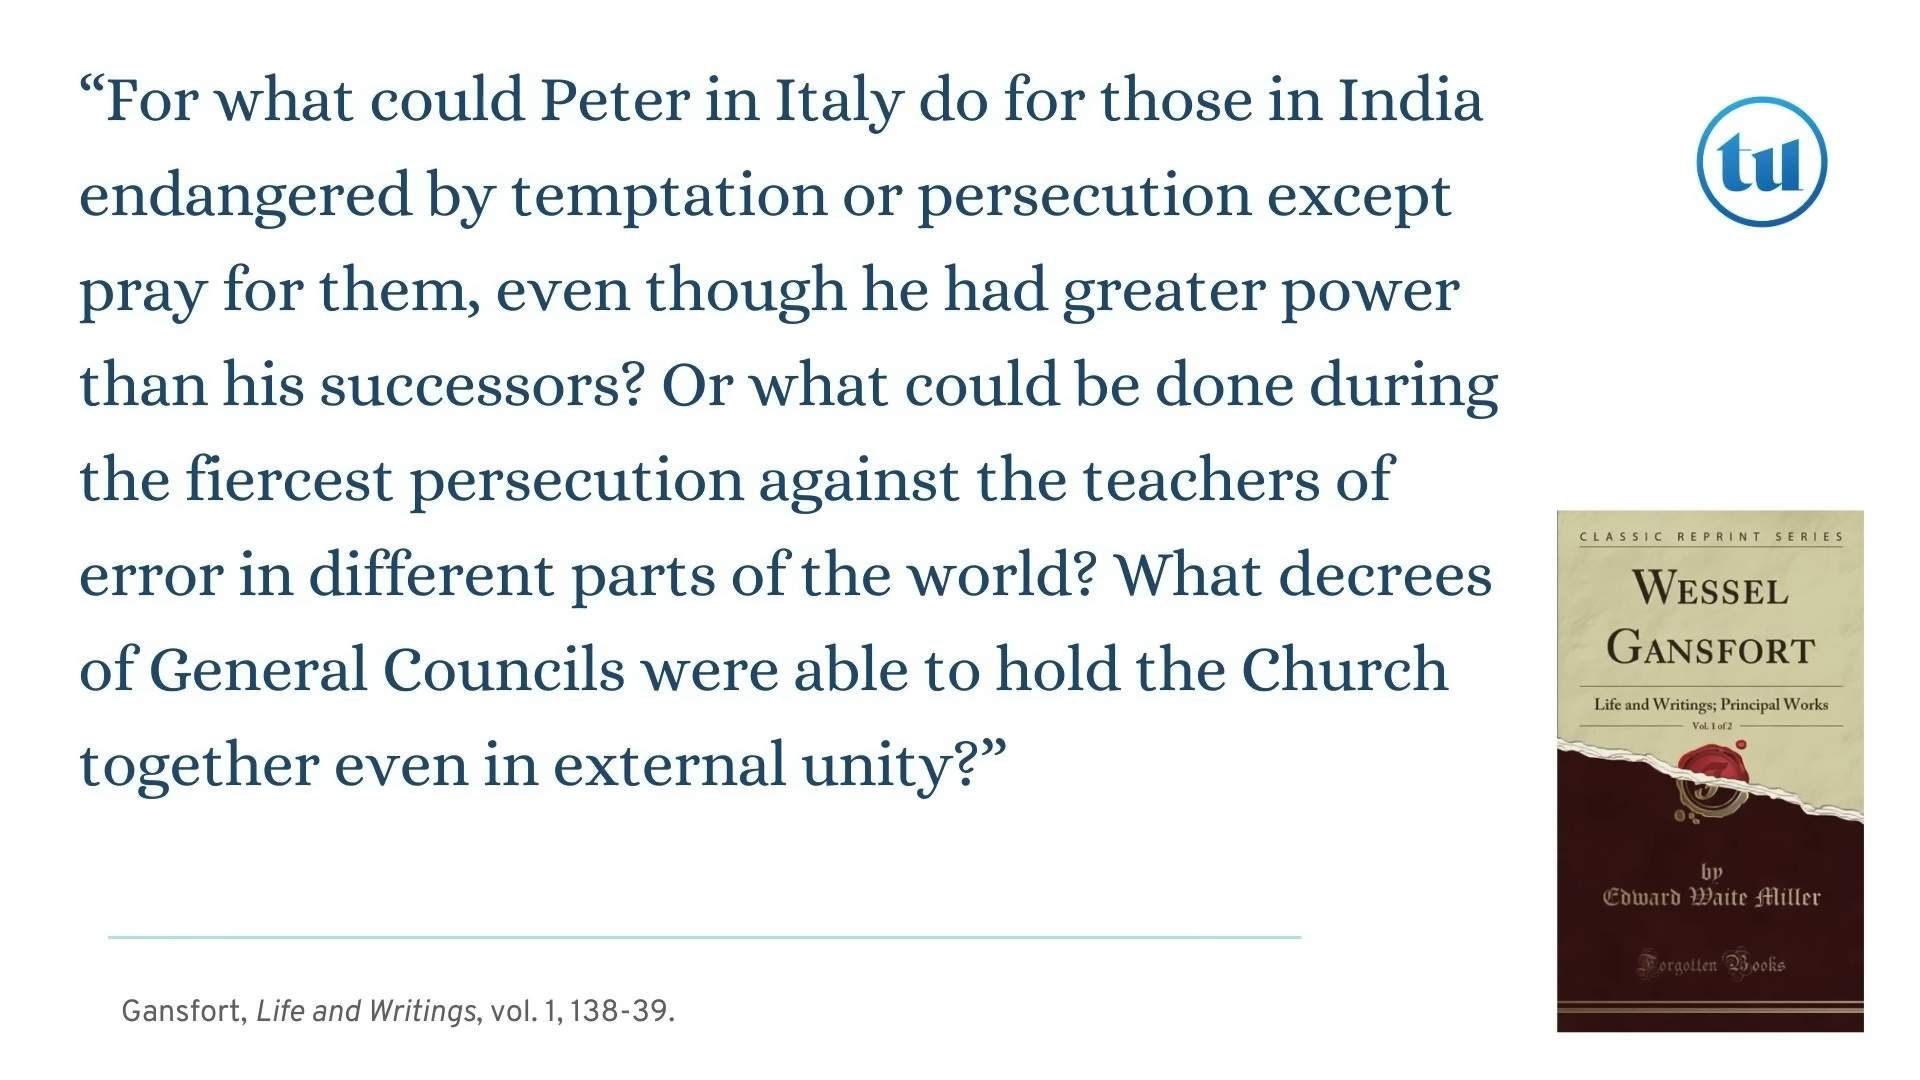 “For what could Peter in Italy do for those in India
endangered by temptation or persecution except
pray for them, even though he had greater power
than his successors? Or what could be done during
the fiercest persecution against the teachers of
error in different parts of the world? What decrees
of General Councils were able to hold the Church
together even in external unity?”
Gansfort, Life and Writings, vol. 1, 138-39.
tu
CLASSIC REPRINT SERIES
WESSEL
GANSFORT
Life and Writings; Principal Works
Vol. 1 of 2
by
Edward Waite Miller
Forgotten Books